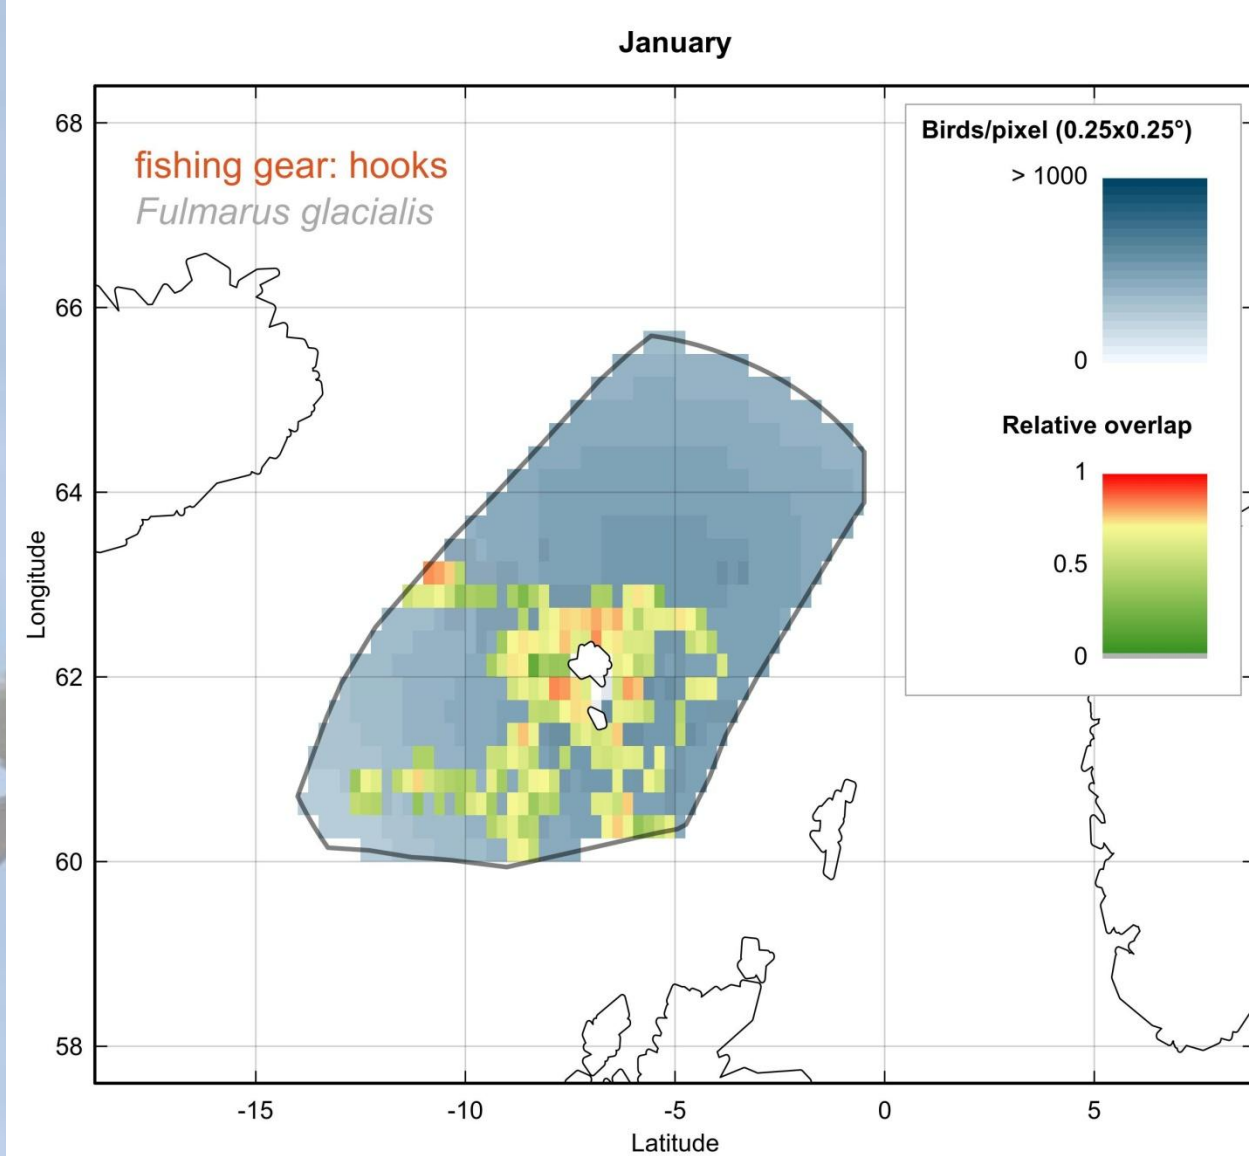 January
68
66
64
62
60
58
Longitude
fishing gear: hooks
Fulmarus glacialis
Birds/pixel (0.25x0.25°)
> 1000
0
Relative overlap
1
0.5
0
-15
-10
-5
0
5
Latitude